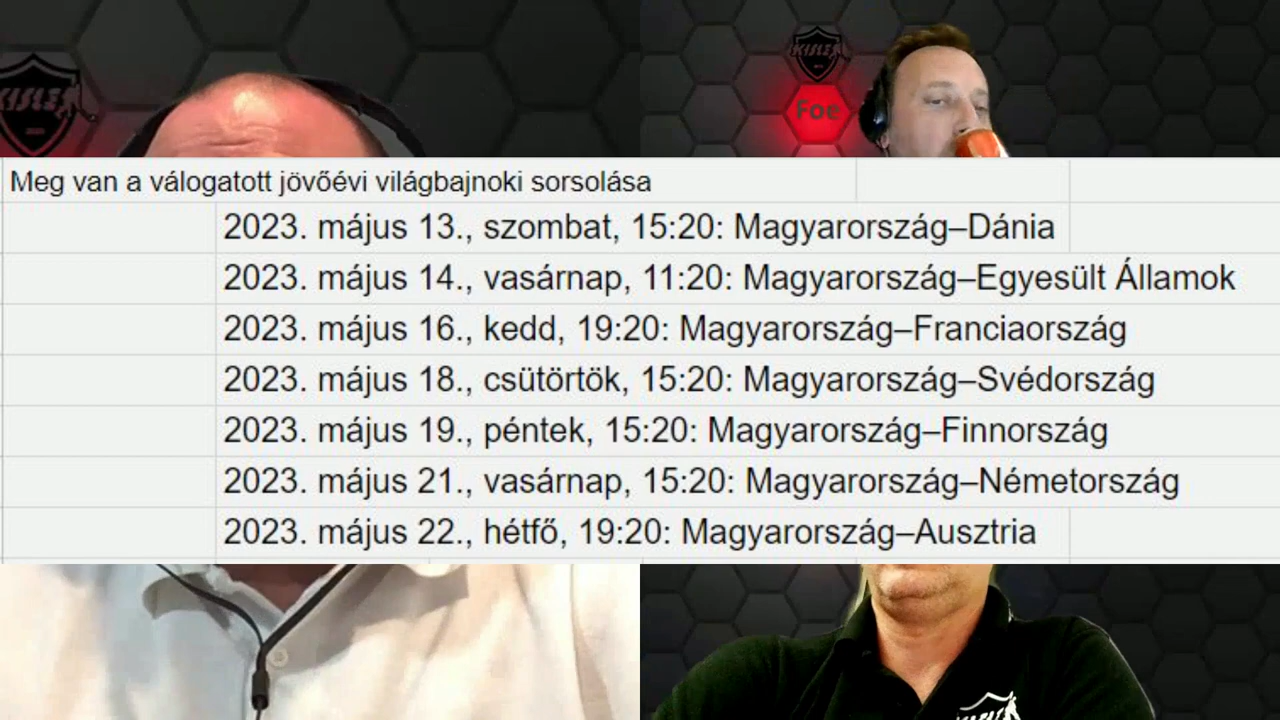 KISLER
KISLER
Foe
Meg van a válogatott jövőévi világbajnoki sorsolása
2023. május 13., szombat, 15:20: Magyarország–Dánia
2023. május 14., vasárnap, 11:20: Magyarország–Egyesült Államok
2023. május 16., kedd, 19:20: Magyarország–Franciaország
2023. május 18., csütörtök, 15:20: Magyarország–Svédország
2023. május 19., péntek, 15:20: Magyarország–Finnország
2023. május 21., vasárnap, 15:20: Magyarország–Németország
2023. május 22., hétfő, 19:20: Magyarország–Ausztria